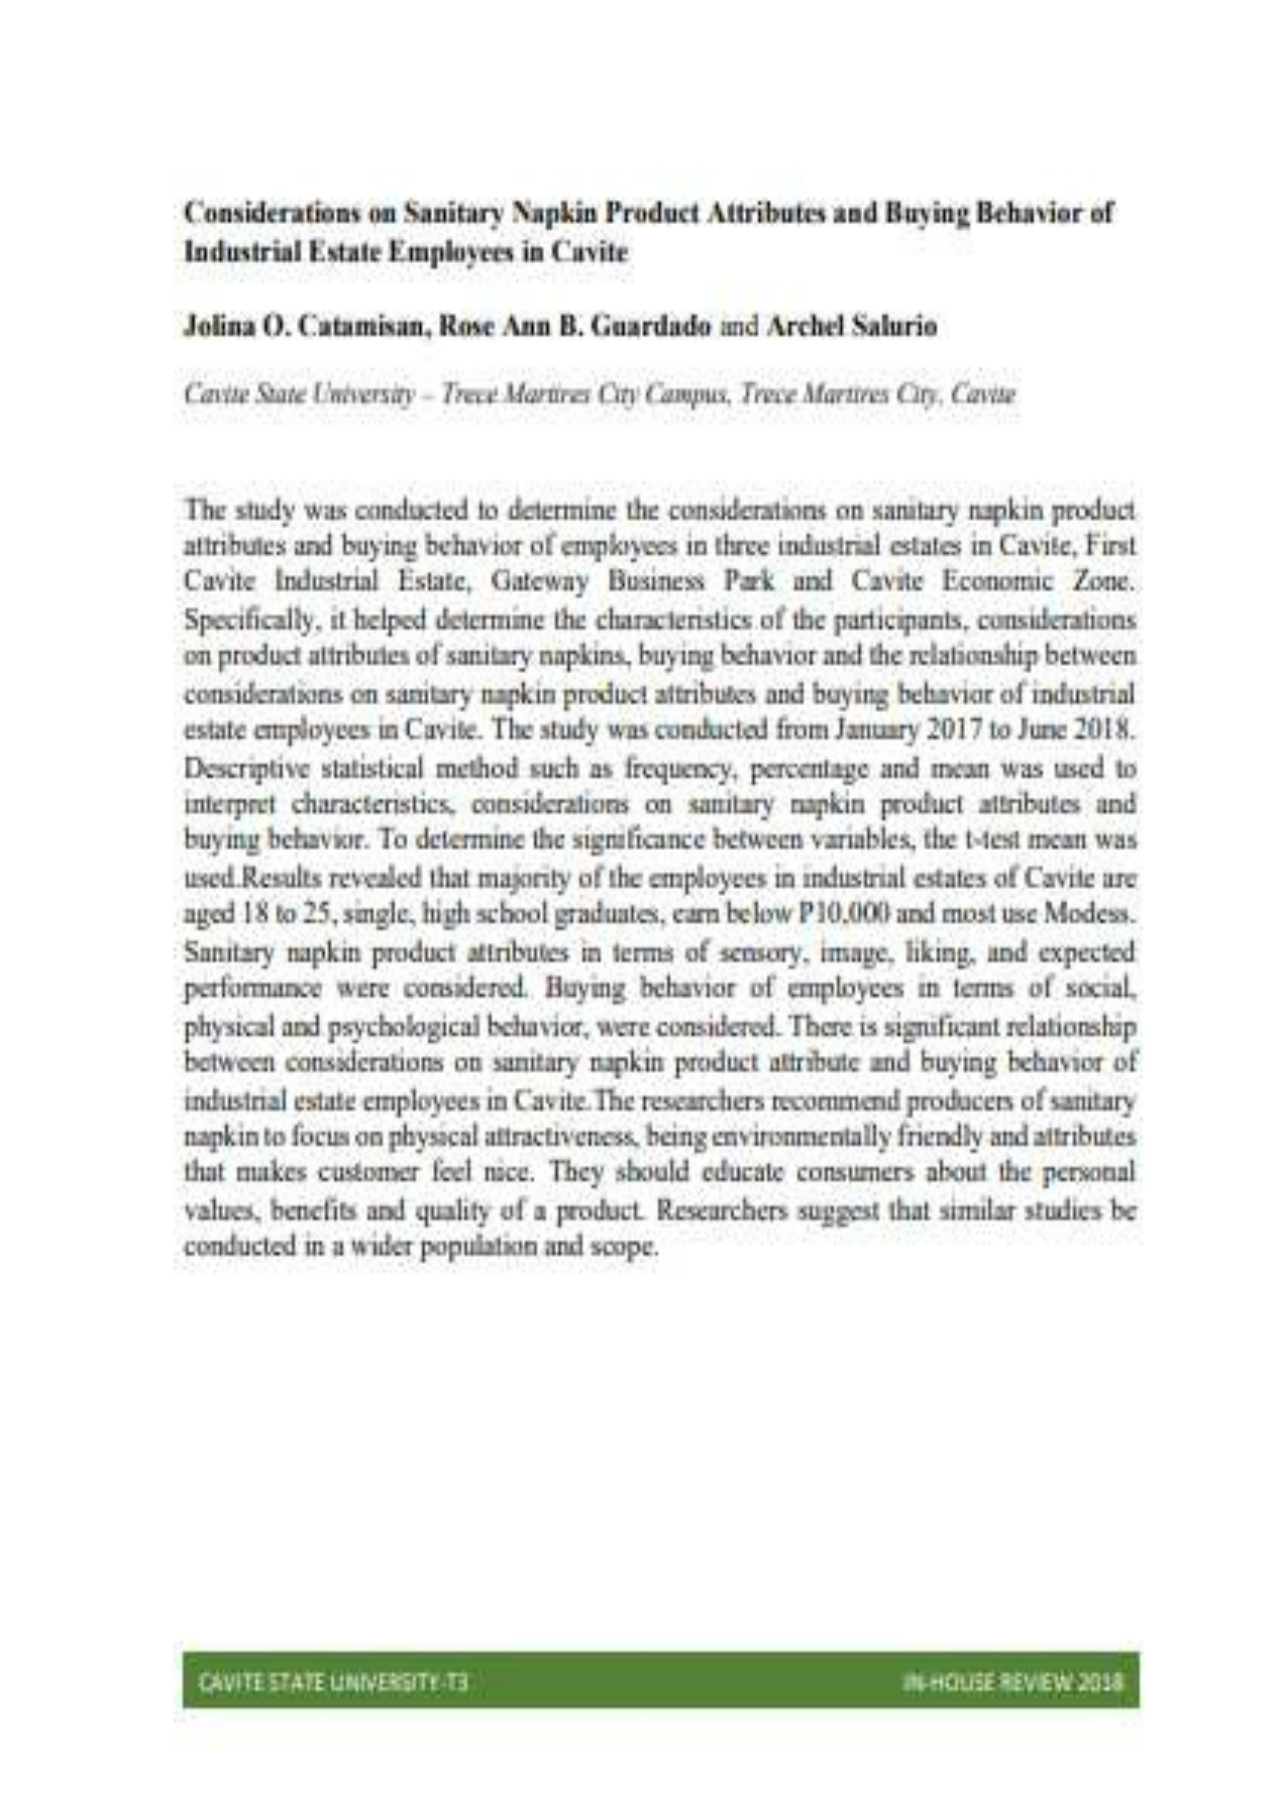 Considerations on Sanitary Napkin Product Attributes and Buying Behavior of
Industrial Estate Employees in Cavite
Jolina O. Catamisan, Rose Ann B. Guardado and Archel Salurio
Cavite State University – Trece Martires City Campus, Trece Martires City, Cavite
The study was conducted to determine the considerations on sanitary napkin product
attributes and buying behavior of employees in three industrial estates in Cavite, First
Cavite Industrial Estate, Gateway Business Park and Cavite Economic Zone.
Specifically, it helped determine the characteristics of the participants, considerations
on product attributes of sanitary napkins, buying behavior and the relationship between
considerations on sanitary napkin product attributes and buying behavior of industrial
estate employees in Cavite. The study was conducted from January 2017 to June 2018.
Descriptive statistical method such as frequency, percentage and mean was used to
interpret characteristics, considerations on sanitary napkin product attributes and
buying behavior. To determine the significance between variables, the t-test mean was
used.Results revealed that majority of the employees in industrial estates of Cavite are
aged 18 to 25, single, high school graduates, earn below P10,000 and most use Modess.
Sanitary napkin product attributes in terms of sensory, image, liking, and expected
performance were considered. Buying behavior of employees in terms of social,
physical and psychological behavior, were considered. There is significant relationship
between considerations on sanitary napkin product attribute and buying behavior of
industrial estate employees in Cavite.The researchers recommend producers of sanitary
napkin to focus on physical attractiveness, being environmentally friendly and attributes
that makes customer feel nice. They should educate consumers about the personal
values, benefits and quality of a product. Researchers suggest that similar studies be
conducted in a wider population and scope.
CAVITE STATE UNIVERSITY-T3 IN-HOUSE REVIEW 2018